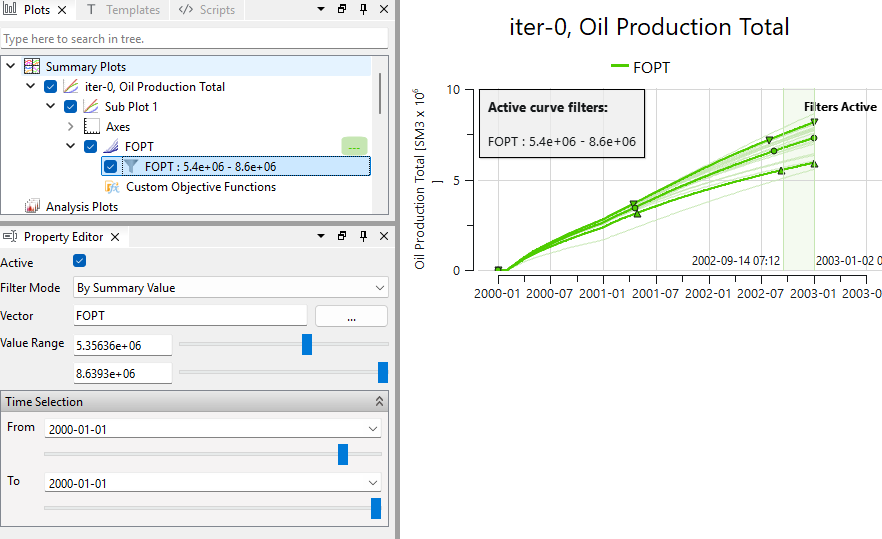 Plots
Templates
Scripts
Type here to search in tree.
Summary Plots
iter-0, Oil Production Total
Sub Plot 1
Axes
FOPT
...
FOPT : 5.4e+06 - 8.6e+06
Custom Objective Functions
Analysis Plots
Property Editor
Active
Filter Mode
By Summary Value
Vector
FOPT
...
Value Range
5.35636e+06
8.6393e+06
Time Selection
From
2000-01-01
To
2000-01-01
iter-0, Oil Production Total
FOPT
Oil Production Total [SM3 x 10^6
]
10
5
0
Active curve filters:
FOPT : 5.4e+06 - 8.6e+06
Filters Active
2002-09-14 07:12
2003-01-02 0
2000-01 2000-07 2001-01 2001-07 2002-01 2002-07 2003-01 2003-0